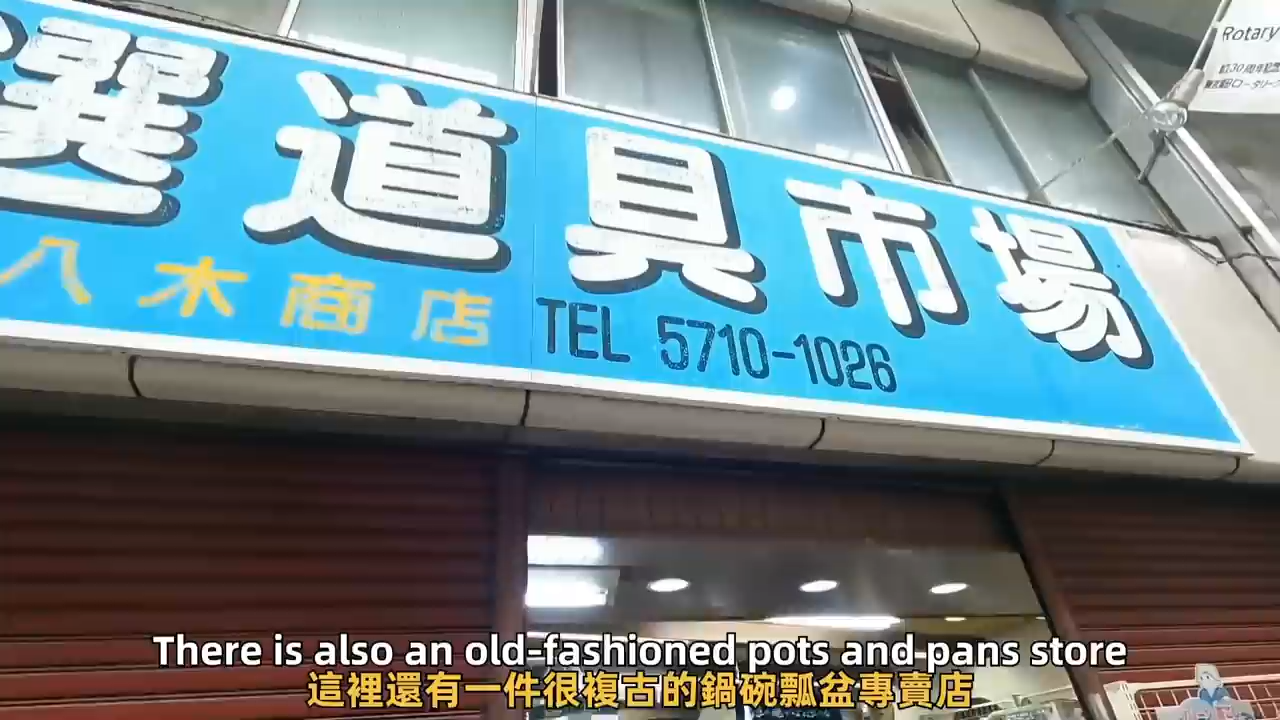 選道具市場
八木商店
TEL 5710-1026
Rotary
There is also an old-fashioned pots and pans store
這裡還有一件很複古的鍋碗瓢盆專賣店